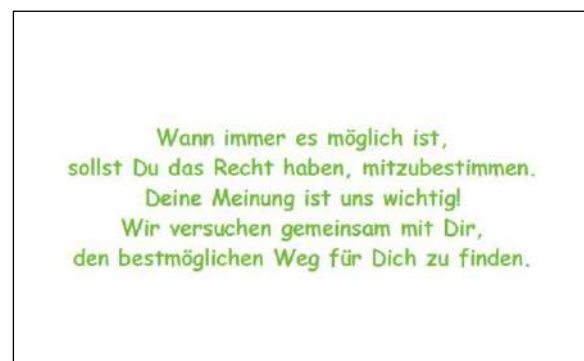 Wann immer es möglich ist,
sollst Du das Recht haben, mitzubestimmen.
Deine Meinung ist uns wichtig!
Wir versuchen gemeinsam mit Dir,
den bestmöglichen Weg für Dich zu finden.